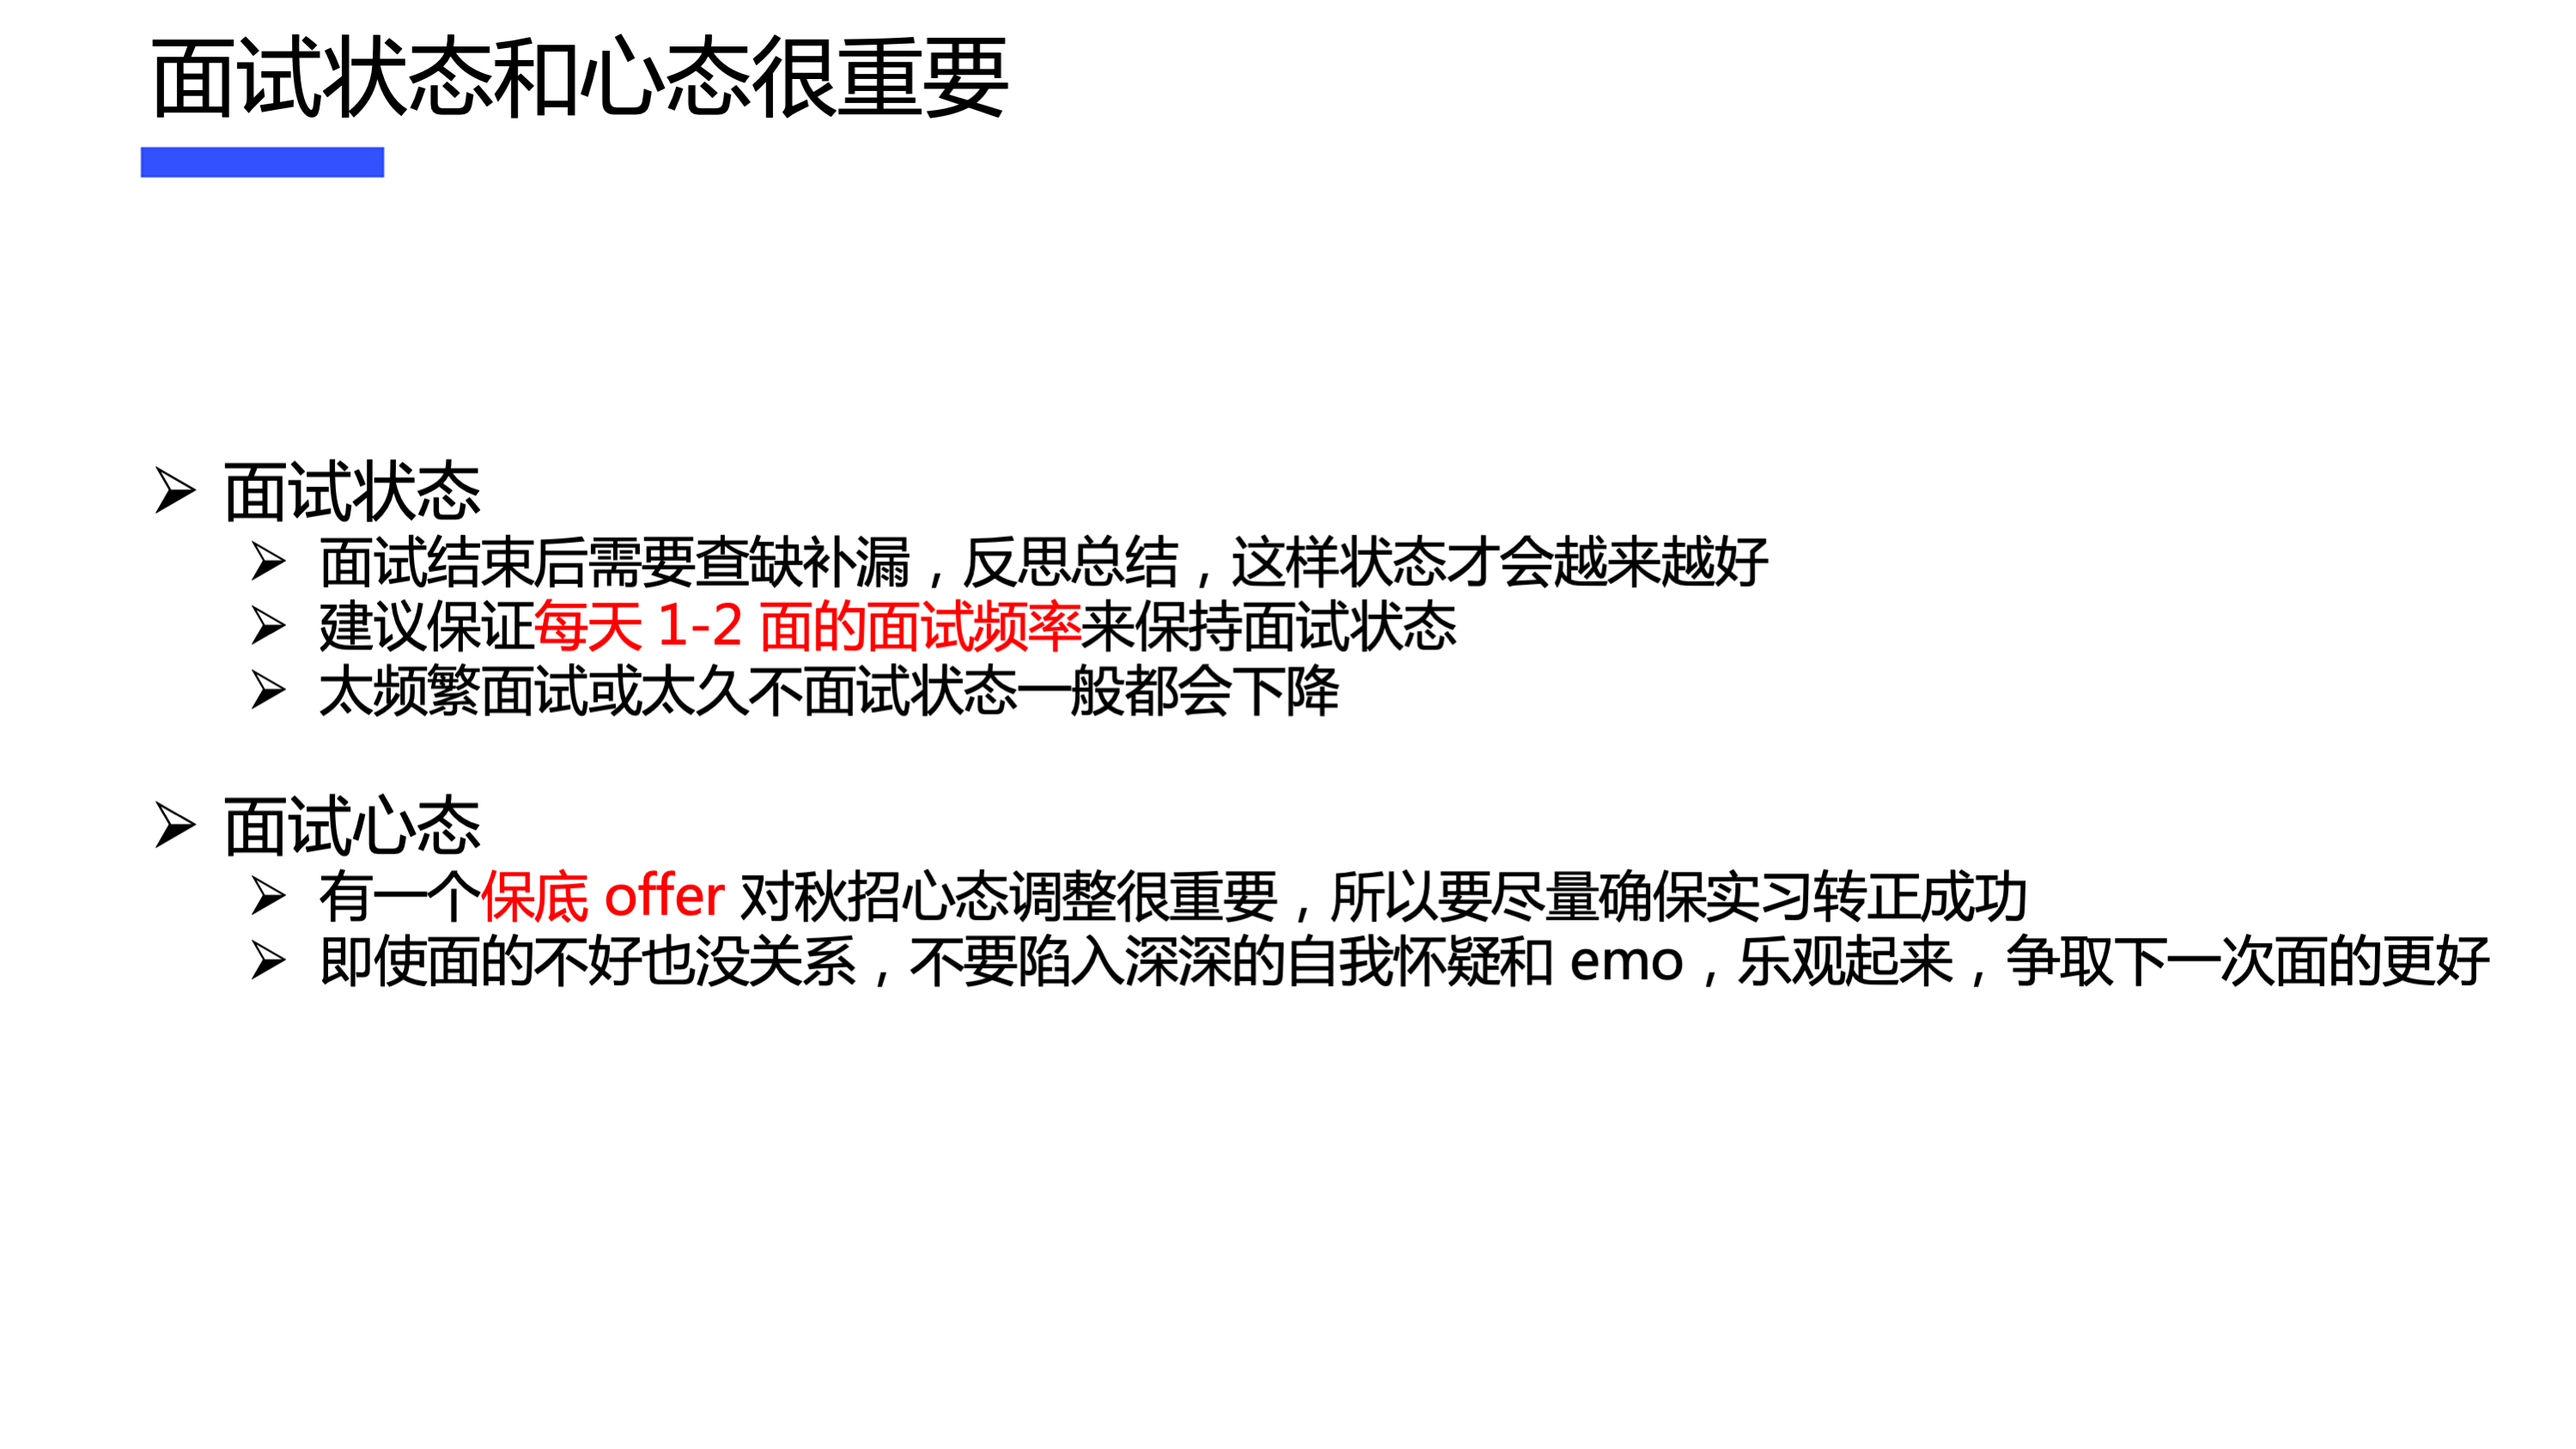 面试状态和心态很重要
面试状态
面试结束后需要查缺补漏，反思总结，这样状态才会越来越好
建议保证每天 1-2 面的面试频率来保持面试状态
太频繁面试或太久不面试状态一般都会下降
面试心态
有一个保底 offer 对秋招心态调整很重要，所以要尽量确保实习转正成功
即使面的不好也没关系，不要陷入深深的自我怀疑和 emo，乐观起来，争取下一次面的更好